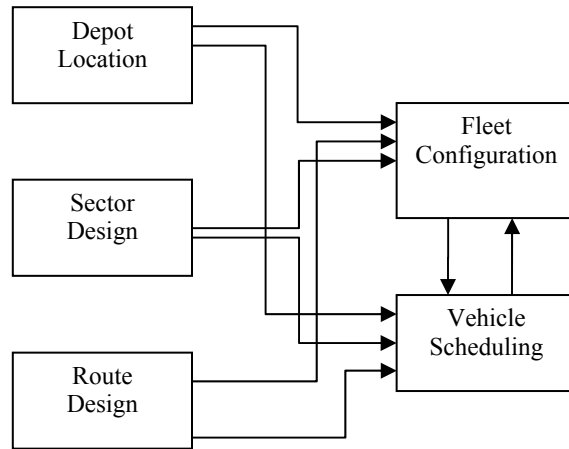 Depot
Location
Fleet
Configuration
Sector
Design
Vehicle
Scheduling
Route
Design